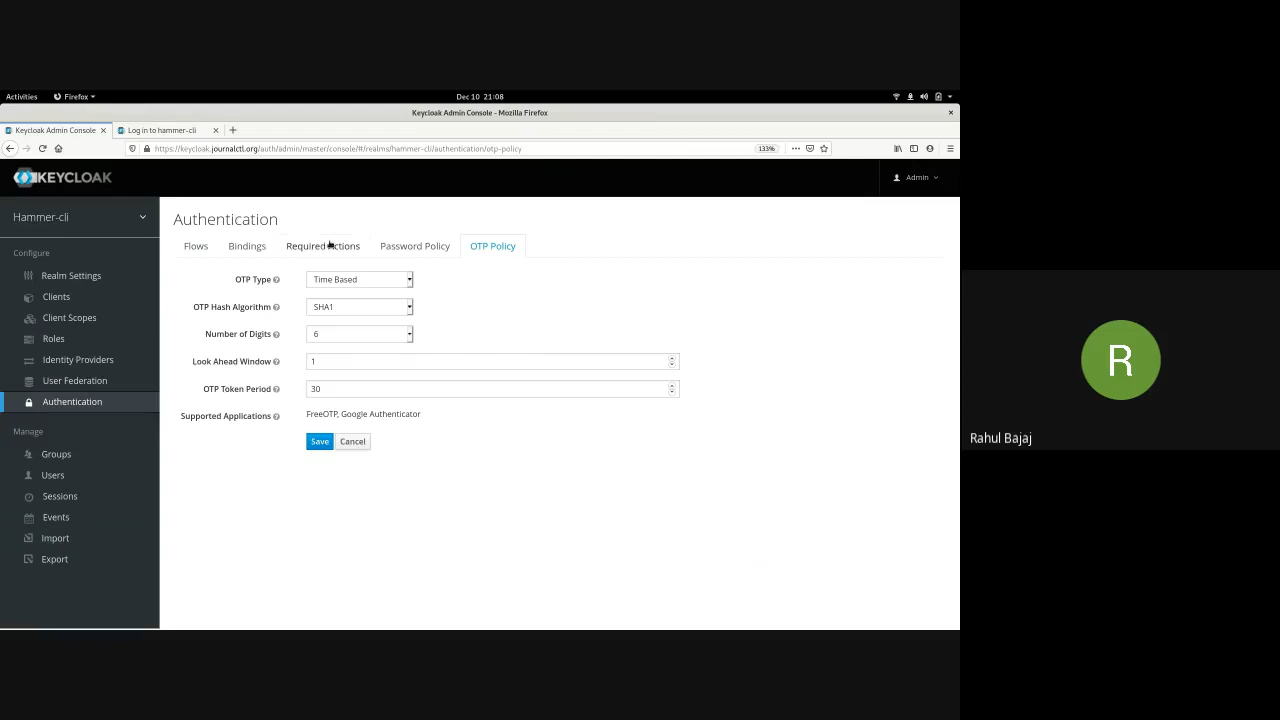 Activities Firefox Dec 10 21:08
Keycloak Admin Console - Mozilla Firefox
Keycloak Admin Console Log in to hammer-cli
https://keycloak.journalctl.org/auth/admin/master/console/#/realms/hammer-cli/authentication/otp-policy 133%
KEYCLOAK Admin
Hammer-cli
Configure
Realm Settings
Clients
Client Scopes
Roles
Identity Providers
User Federation
Authentication
Manage
Groups
Users
Sessions
Events
Import
Export
Authentication
Flows Bindings Required Actions Password Policy OTP Policy
OTP Type Time Based
OTP Hash Algorithm SHA1
Number of Digits 6
Look Ahead Window 1
OTP Token Period 30
Supported Applications FreeOTP, Google Authenticator
Save Cancel
R
Rahul Bajaj